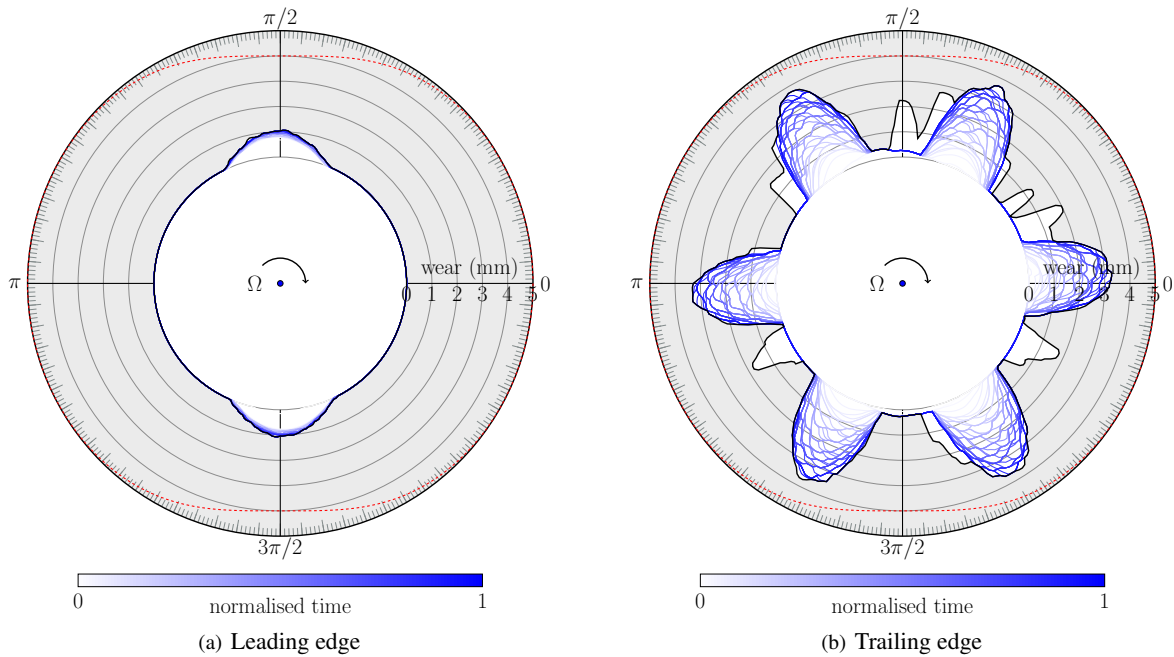 π/2
π
Ω
wear (mm)
0 1 2 3 4 5
0
3π/2
0
normalised time
1
(a) Leading edge
π/2
π
Ω
wear (mm)
0 1 2 3 4 5
0
3π/2
0
normalised time
1
(b) Trailing edge